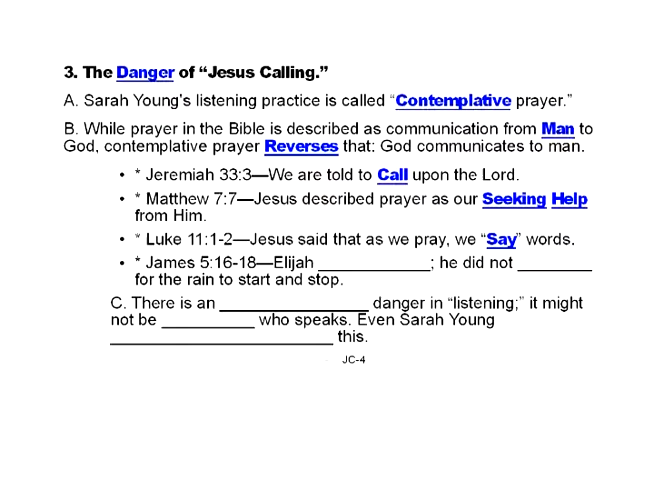 3. The Danger of “Jesus Calling.”
A. Sarah Young's listening practice is called “Contemplative prayer.”
B. While prayer in the Bible is described as communication from Man to
God, contemplative prayer Reverses that: God communicates to man.
• * Jeremiah 33:3—We are told to Call upon the Lord.
• * Matthew 7:7—Jesus described prayer as our Seeking Help
from Him.
• * Luke 11:1-2—Jesus said that as we pray, we “Say” words.
• * James 5:16-18—Elijah ____________; he did not ________
for the rain to start and stop.
C. There is an ________________ danger in “listening;” it might
not be __________ who speaks. Even Sarah Young
________________________ this.
JC-4